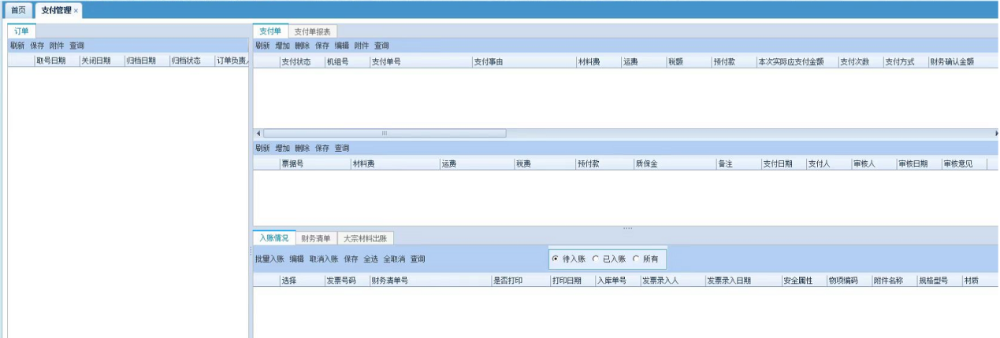 首页 支付管理 ×
订单
刷新 保存 附件 查询
取号日期 关闭日期 归档日期 归档状态 订单负责
支付单 支付单报表
刷新 增加 删除 保存 编辑 附件 查询
支付状态 机组号 支付单号 支付事由 材料费 运费 税额 预付款 本次实际应支付金额 支付次数 支付方式 财务确认金额
刷新 增加 删除 保存 查询
票据号 材料费 运费 税费 预付款 质保金 备注 支付日期 支付人 审核人 审核日期 审核意见
入账情况 财务清单 大宗材料出账
批量入账 编辑 取消入账 保存 全选 全取消 查询 待入账 已入账 所有
选择 发票号码 财务清单号 是否打印 打印日期 入库单号 发票录入人 发票录入日期 安全属性 物项编码 附件名称 规格型号 材质